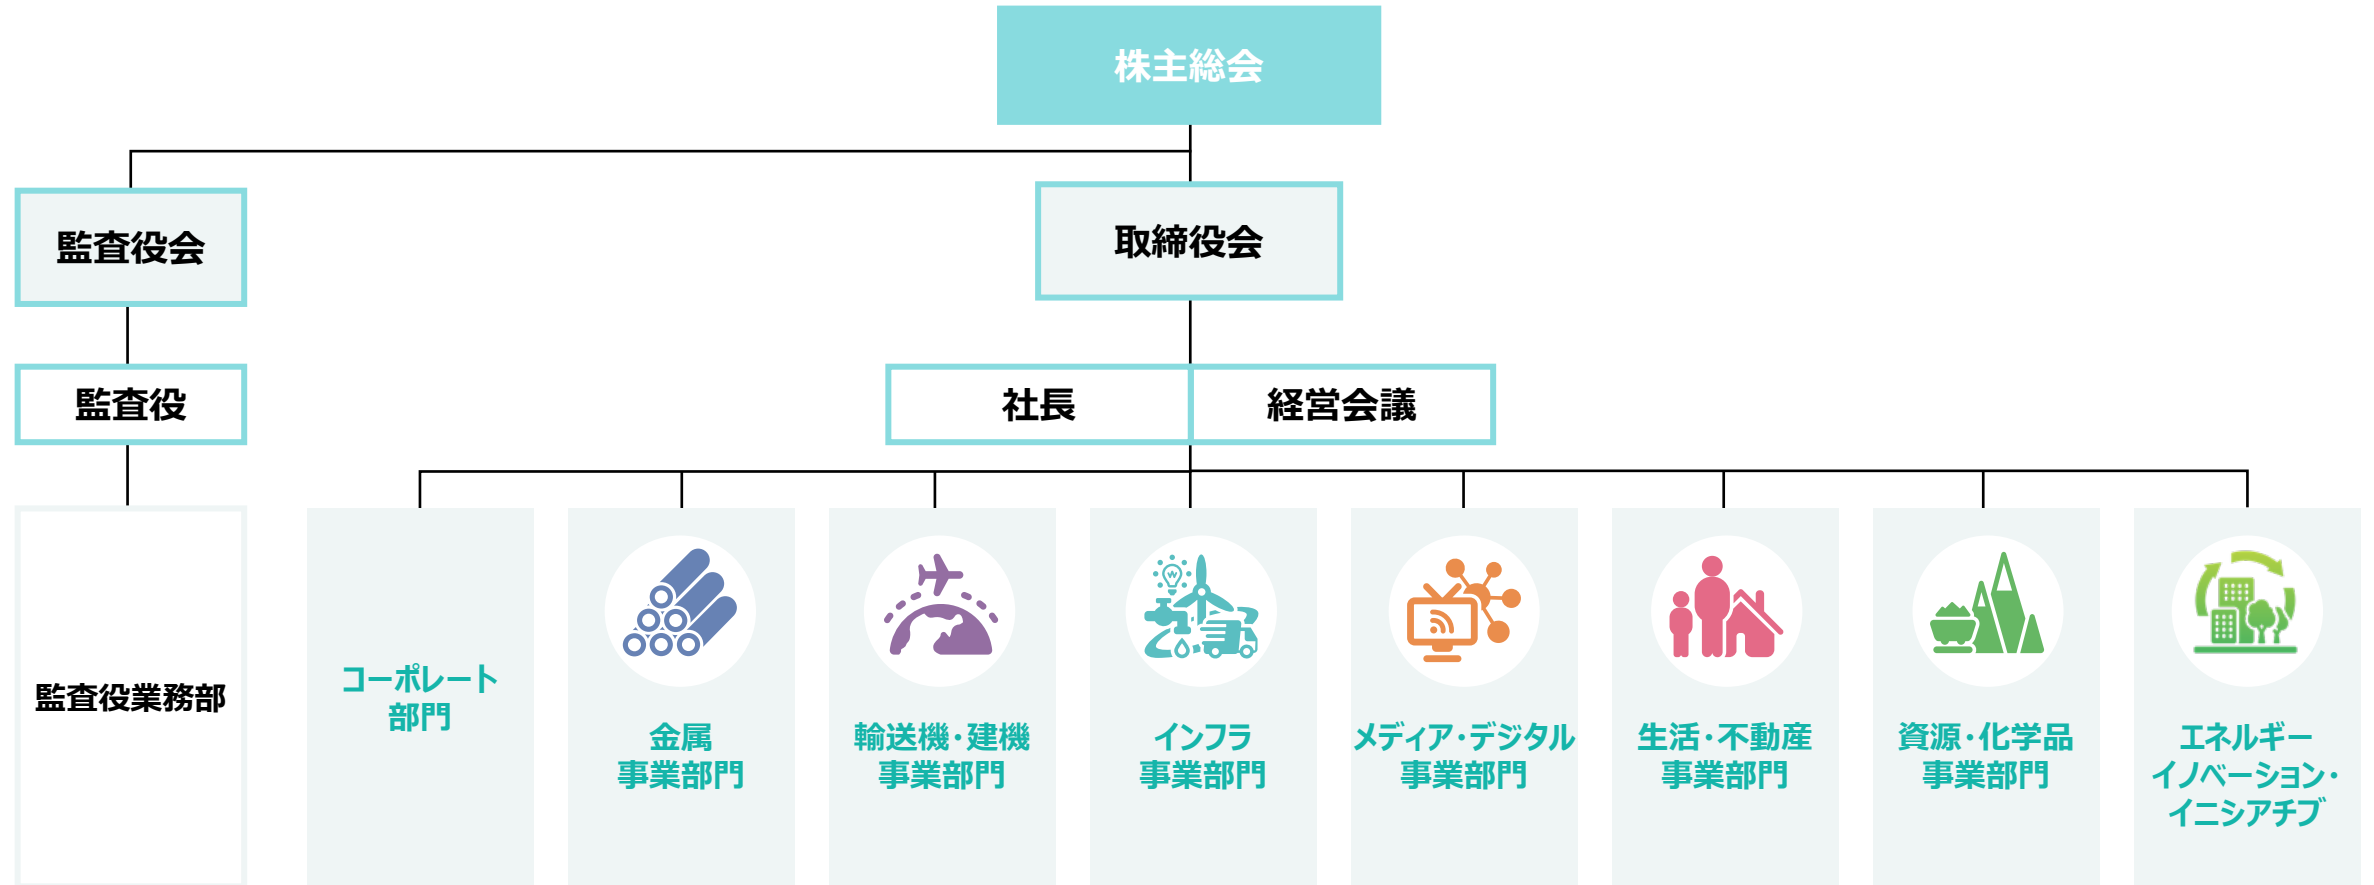 株主総会
監査役会
取締役会
監査役
社長
経営会議
監査役業務部
コーポレート
部門
金属
事業部門
輸送機・建機
事業部門
インフラ
事業部門
メディア・デジタル
事業部門
生活・不動産
事業部門
資源・化学品
事業部門
エネルギー
イノベーション・
イニシアチブ